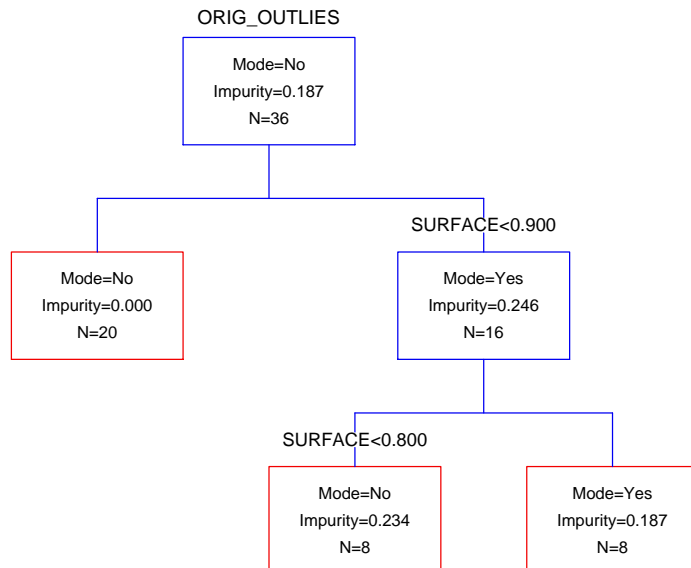 ORIG_OUTLIES
Mode=No
Impurity=0.187
N=36
SURFACE<0.900
Mode=No
Impurity=0.000
N=20
Mode=Yes
Impurity=0.246
N=16
SURFACE<0.800
Mode=No
Impurity=0.234
N=8
Mode=Yes
Impurity=0.187
N=8